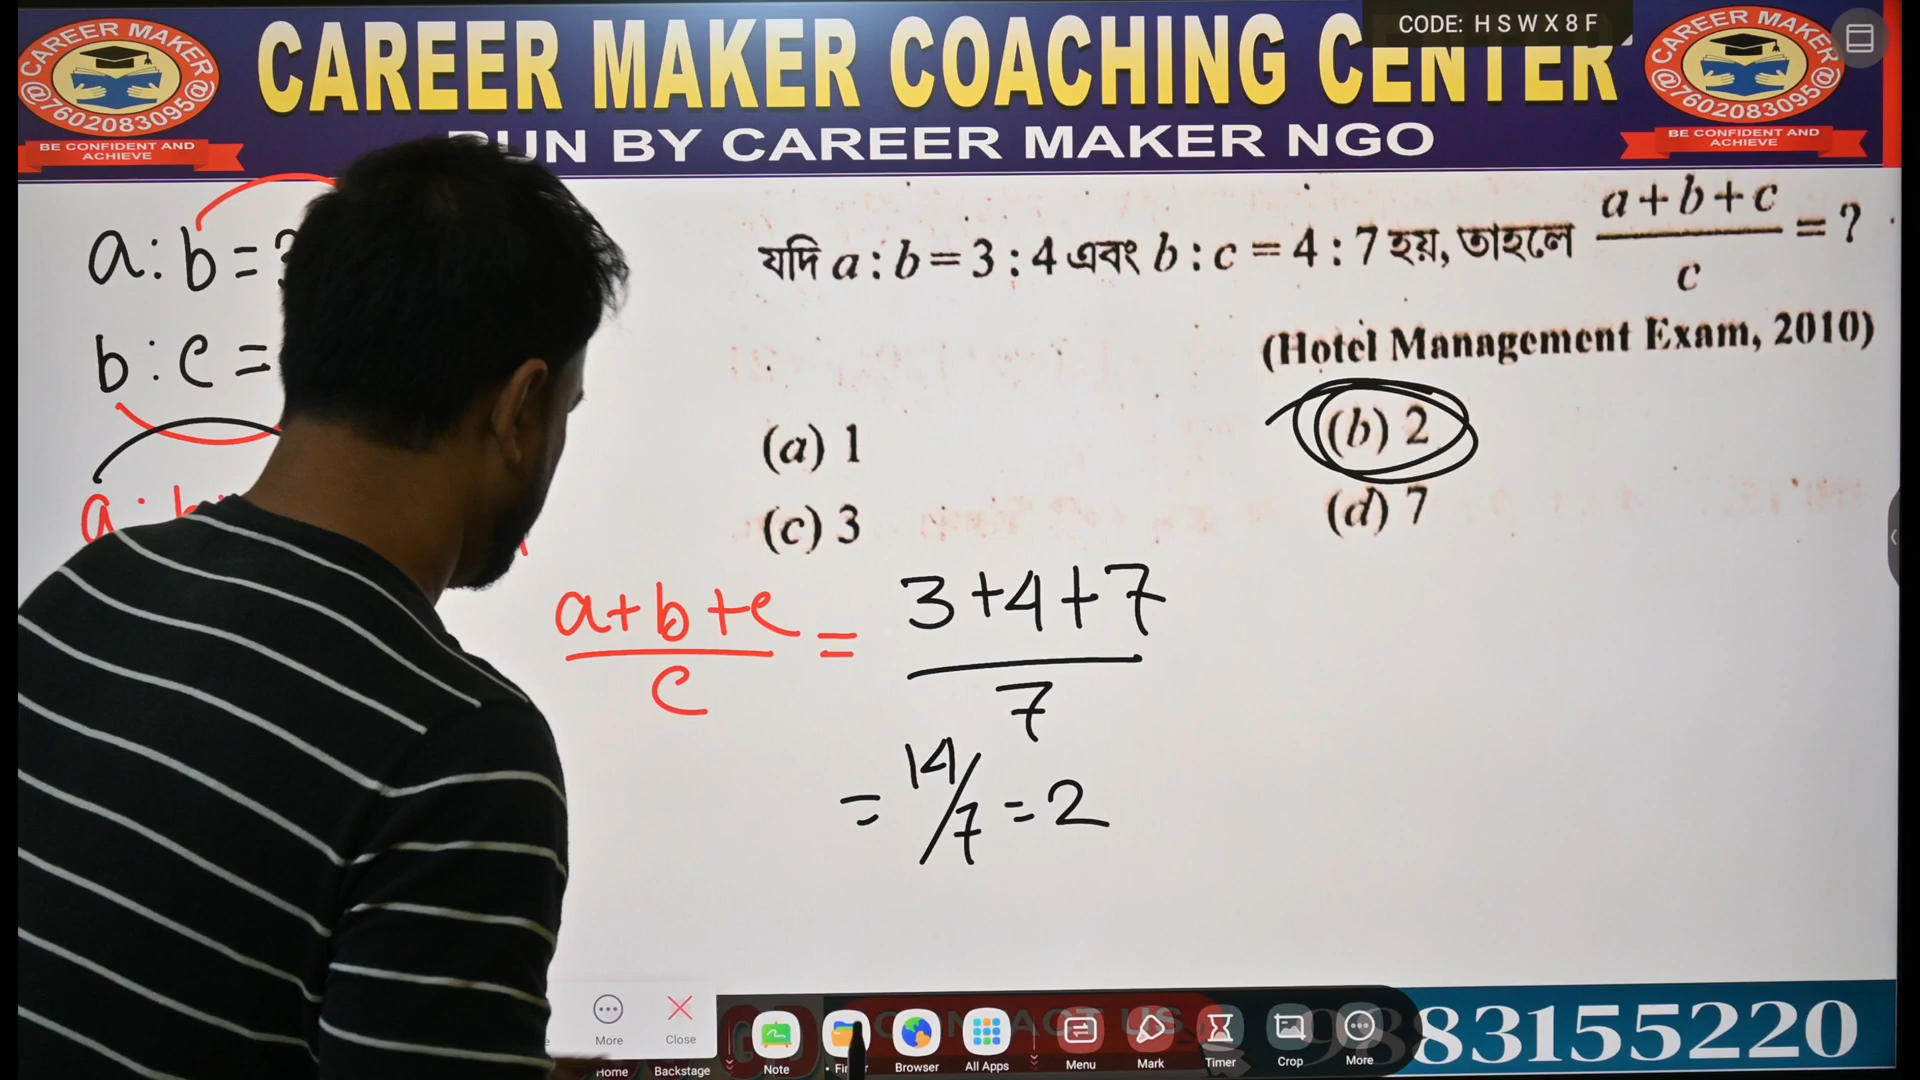 CAREER MAKER COACHING CENTER
CODE: H S W X 8 F
CAREER MAKER
@7602083095@
BE CONFIDENT AND
ACHIEVE
CAREER MAKER
@7602083095@
BE CONFIDENT AND
ACHIEVE
BY CAREER MAKER NGO
a : b =
b : c =
a :
যদি a : b = 3 : 4 এবং b : c = 4 : 7 হয়, তাহলে a + b + c / c = ?
(Hotel Management Exam, 2010)
(a) 1
(b) 2
(c) 3
(d) 7
a+b+c / c = 3+4+7 / 7
= 14/7 = 2
More
Close
Home
Backstage
Note
Browser
All Apps
Menu
Mark
Timer
Crop
More
83155220